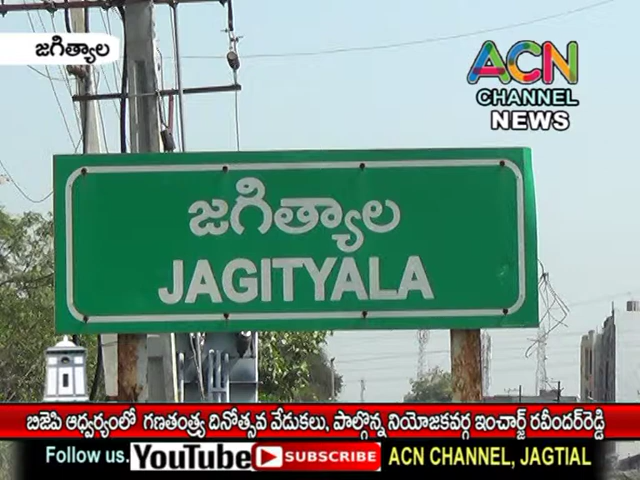 జగిత్యాల
ACN
CHANNEL
NEWS
జగిత్యాల
JAGITYALA
బిజెపి ఆధ్వర్యంలో గణతంత్ర్య దినోత్సవ వేడుకలు, పాల్గొన్న నియోజకవర్గ ఇంచార్జ్ రవీందర్‌రెడ్డి
Follow us. YouTube SUBSCRIBE ACN CHANNEL, JAGTIAL